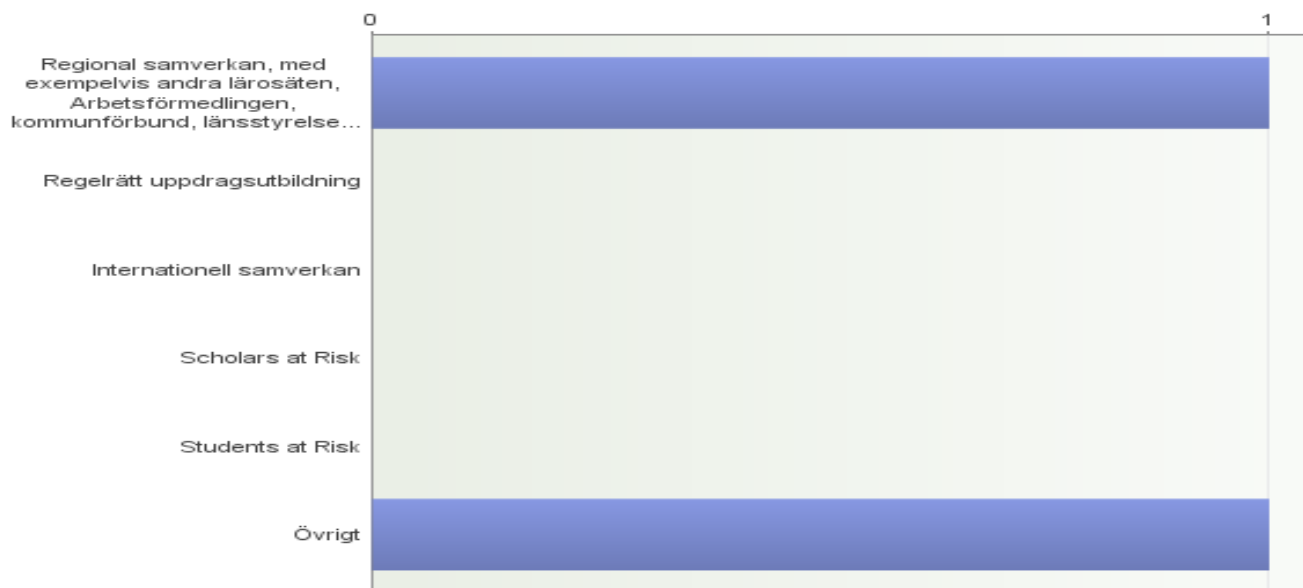 0 1
Regional samverkan, med
exempelvis andra lärosäten,
Arbetsförmedlingen,
kommunförbund, länsstyrelse...
Regelrätt uppdragsutbildning
Internationell samverkan
Scholars at Risk
Students at Risk
Övrigt